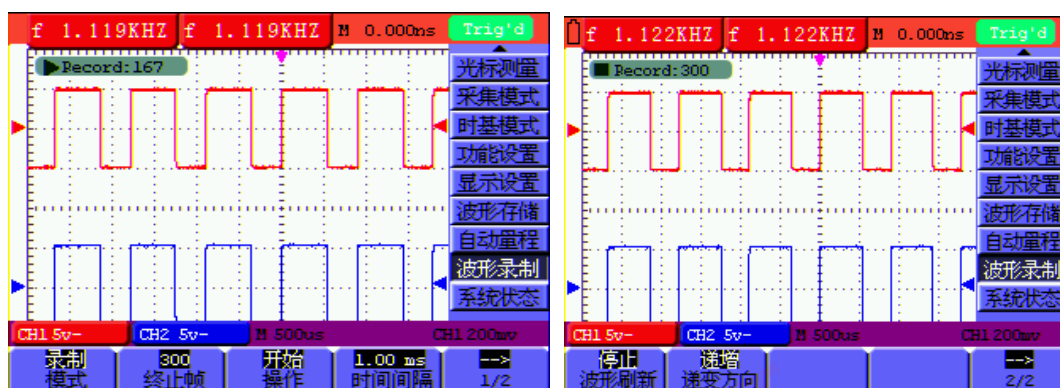 f 1.119KHZ f 1.119KHZ M 0.000ns Trig'd
Record:167
光标测量
采集模式
时基模式
功能设置
显示设置
波形存储
自动量程
波形录制
系统状态
CH1 5v- CH2 5v- M 500us CH1 200mv
录制 300 开始 1.00 ms -->
模式 终止帧 操作 时间间隔 1/2
f 1.122KHZ f 1.122KHZ M 0.000ns Trig'd
Record:300
光标测量
采集模式
时基模式
功能设置
显示设置
波形存储
自动量程
波形录制
系统状态
CH1 5v- CH2 5v- M 500us CH1 200mv
停止 递增 -->
波形刷新 递变方向 2/2